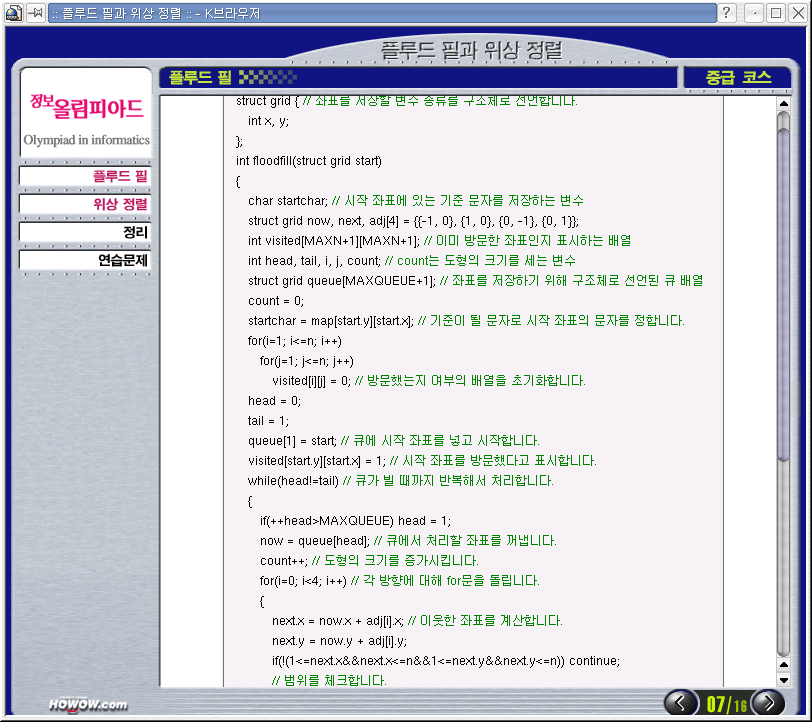 :: 플루드 필과 위상 정렬 :: - K브라우저
플루드 필과 위상 정렬
정보올림피아드
Olympiad in informatics
플루드 필
위상 정렬
정리
연습문제
플루드 필
중급 코스
struct grid { // 좌표를 저장할 변수 종류를 구조체로 선언합니다.
int x, y;
};
int floodfill(struct grid start)
{
char startchar; // 시작 좌표에 있는 기준 문자를 저장하는 변수
struct grid now, next, adj[4] = {{-1, 0}, {1, 0}, {0, -1}, {0, 1}};
int visited[MAXN+1][MAXN+1]; // 이미 방문한 좌표인지 표시하는 배열
int head, tail, i, j, count; // count는 도형의 크기를 세는 변수
struct grid queue[MAXQUEUE+1]; // 좌표를 저장하기 위해 구조체로 선언된 큐 배열
count = 0;
startchar = map[start.y][start.x]; // 기준이 될 문자로 시작 좌표의 문자를 정합니다.
for(i=1; i<=n; i++)
for(j=1; j<=n; j++)
visited[i][j] = 0; // 방문했는지 여부의 배열을 초기화합니다.
head = 0;
tail = 1;
queue[1] = start; // 큐에 시작 좌표를 넣고 시작합니다.
visited[start.y][start.x] = 1; // 시작 좌표를 방문했다고 표시합니다.
while(head!=tail) // 큐가 빌 때까지 반복해서 처리합니다.
{
if(++head>MAXQUEUE) head = 1;
now = queue[head]; // 큐에서 처리할 좌표를 꺼냅니다.
count++; // 도형의 크기를 증가시킵니다.
for(i=0; i<4; i++) // 각 방향에 대해 for문을 돌립니다.
{
next.x = now.x + adj[i].x; // 이웃한 좌표를 계산합니다.
next.y = now.y + adj[i].y;
if(!(1<=next.x&&next.x<=n&&1<=next.y&&next.y<=n)) continue;
// 범위를 체크합니다.
HOWOW.com
07/16